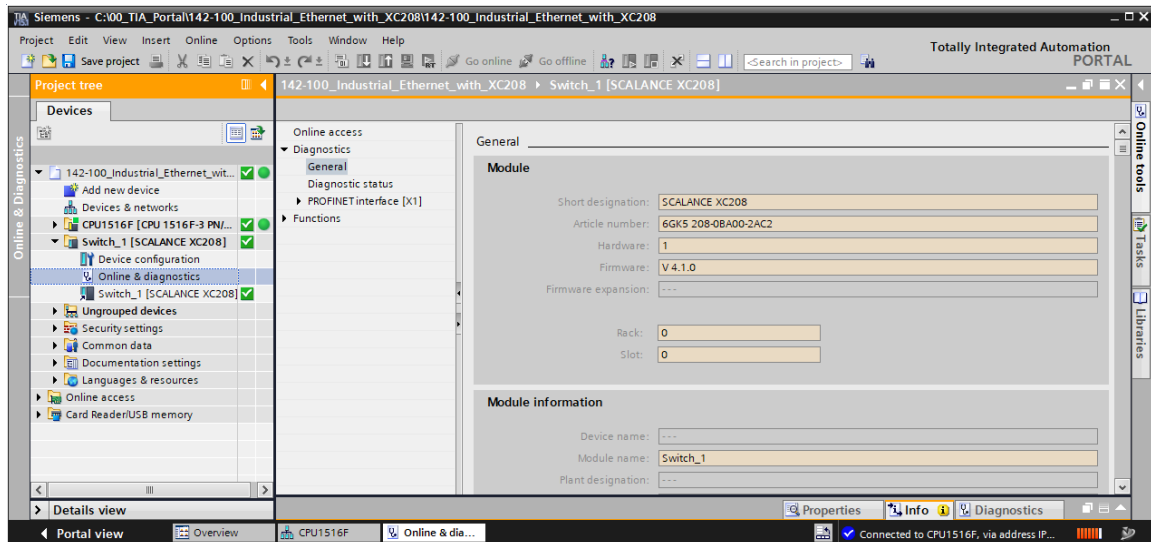 Siemens - C:\00_TIA_Portal\142-100_Industrial_Ethernet_with_XC208\142-100_Industrial_Ethernet_with_XC208
Project Edit View Insert Online Options Tools Window Help
Totally Integrated Automation
PORTAL
Save project Go online Go offline <Search in project>
Project tree
142-100_Industrial_Ethernet_with_XC208 Switch_1 [SCALANCE XC208]
Devices
142-100_Industrial_Ethernet_wit...
Add new device
Devices & networks
CPU1516F [CPU 1516F-3 PN/...
Switch_1 [SCALANCE XC208]
Device configuration
Online & diagnostics
Switch_1 [SCALANCE XC208]
Ungrouped devices
Security settings
Common data
Documentation settings
Languages & resources
Online access
Card Reader/USB memory
Details view
Online & Diagnostics
Online access
Diagnostics
General
Diagnostic status
PROFINET interface [X1]
Functions
General
Module
Short designation: SCALANCE XC208
Article number: 6GK5 208-0BA00-2AC2
Hardware: 1
Firmware: V 4.1.0
Firmware expansion: ---
Rack: 0
Slot: 0
Module information
Device name: ---
Module name: Switch_1
Plant designation: ---
Online tools
Tasks
Libraries
Properties Info Diagnostics
Portal view Overview CPU1516F Online & dia... Connected to CPU1516F, via address IP...